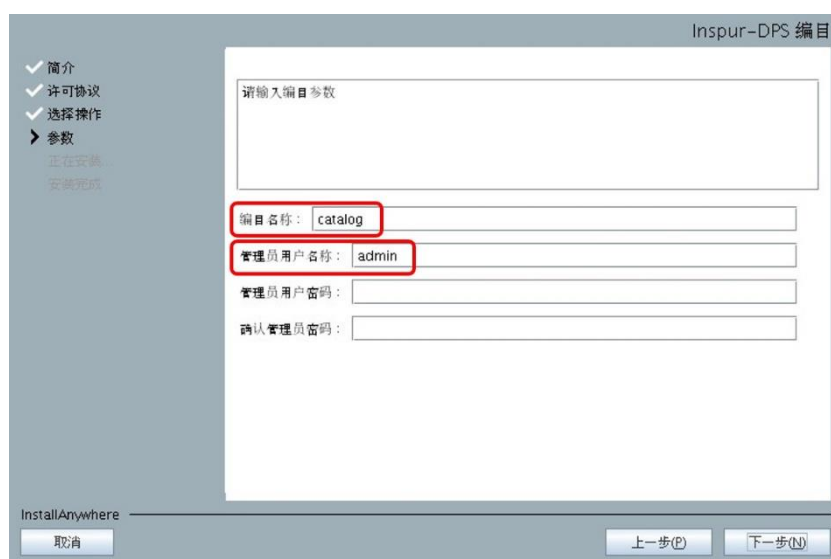 Inspur-DPS 编目
简介
许可协议
选择操作
参数
正在安装...
安装完成
请输入编目参数
编目名称： catalog
管理员用户名称： admin
管理员用户密码：
确认管理员密码：
InstallAnywhere
取消
上一步(P)
下一步(N)